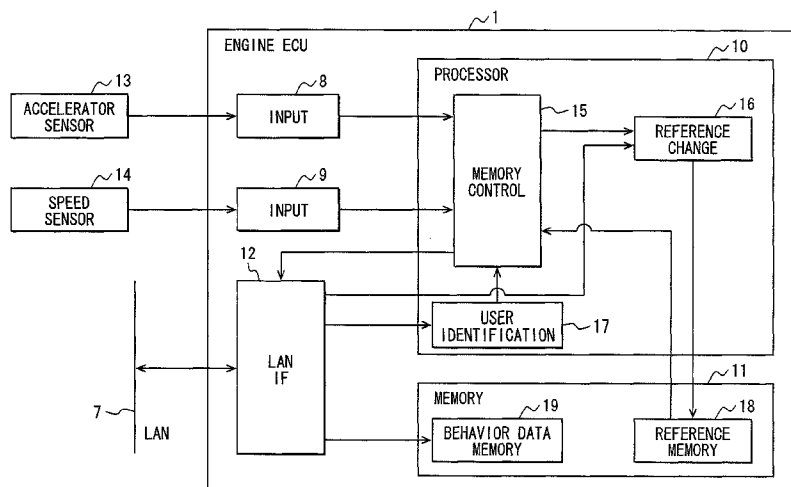 1
ENGINE ECU
10
PROCESSOR
13
ACCELERATOR
SENSOR
8
INPUT
15
MEMORY
CONTROL
16
REFERENCE
CHANGE
14
SPEED
SENSOR
9
INPUT
12
LAN
IF
USER
IDENTIFICATION
17
7
LAN
11
MEMORY
19
BEHAVIOR DATA
MEMORY
18
REFERENCE
MEMORY